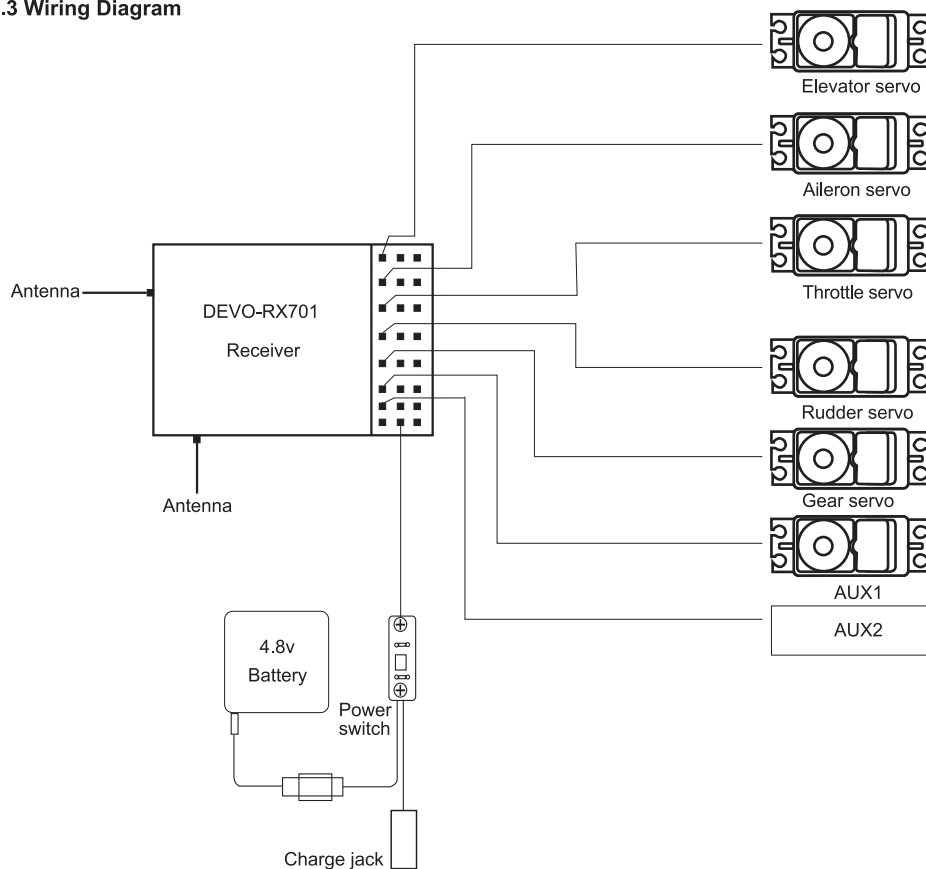 .3 Wiring Diagram
Elevator servo
Aileron servo
Throttle servo
Antenna
DEVO-RX701
Receiver
Rudder servo
Gear servo
Antenna
AUX1
AUX2
4.8v
Battery
Power
switch
Charge jack